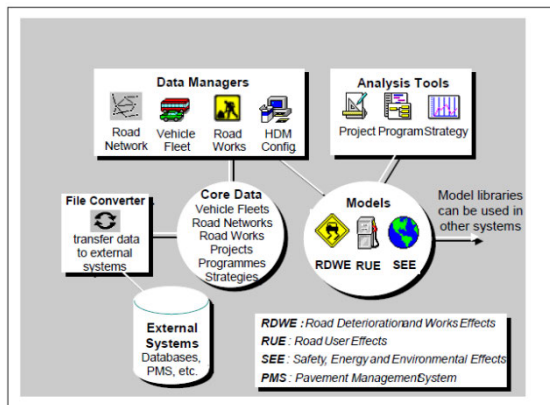 Data Managers
Road Network
Vehicle Fleet
Road Works
HDM Config.
Analysis Tools
Project Program Strategy
File Converter
transfer data
to external
systems
Core Data
Vehicle Fleets
Road Networks
Road Works
Projects
Programmes
Strategies
Models
RDWE RUE SEE
Model libraries
can be used in
other systems
External
Systems
Databases,
PMS, etc.
RDWE : Road Deterioration and Works Effects
RUE : Road User Effects
SEE : Safety, Energy and Environmental Effects
PMS : Pavement Management System